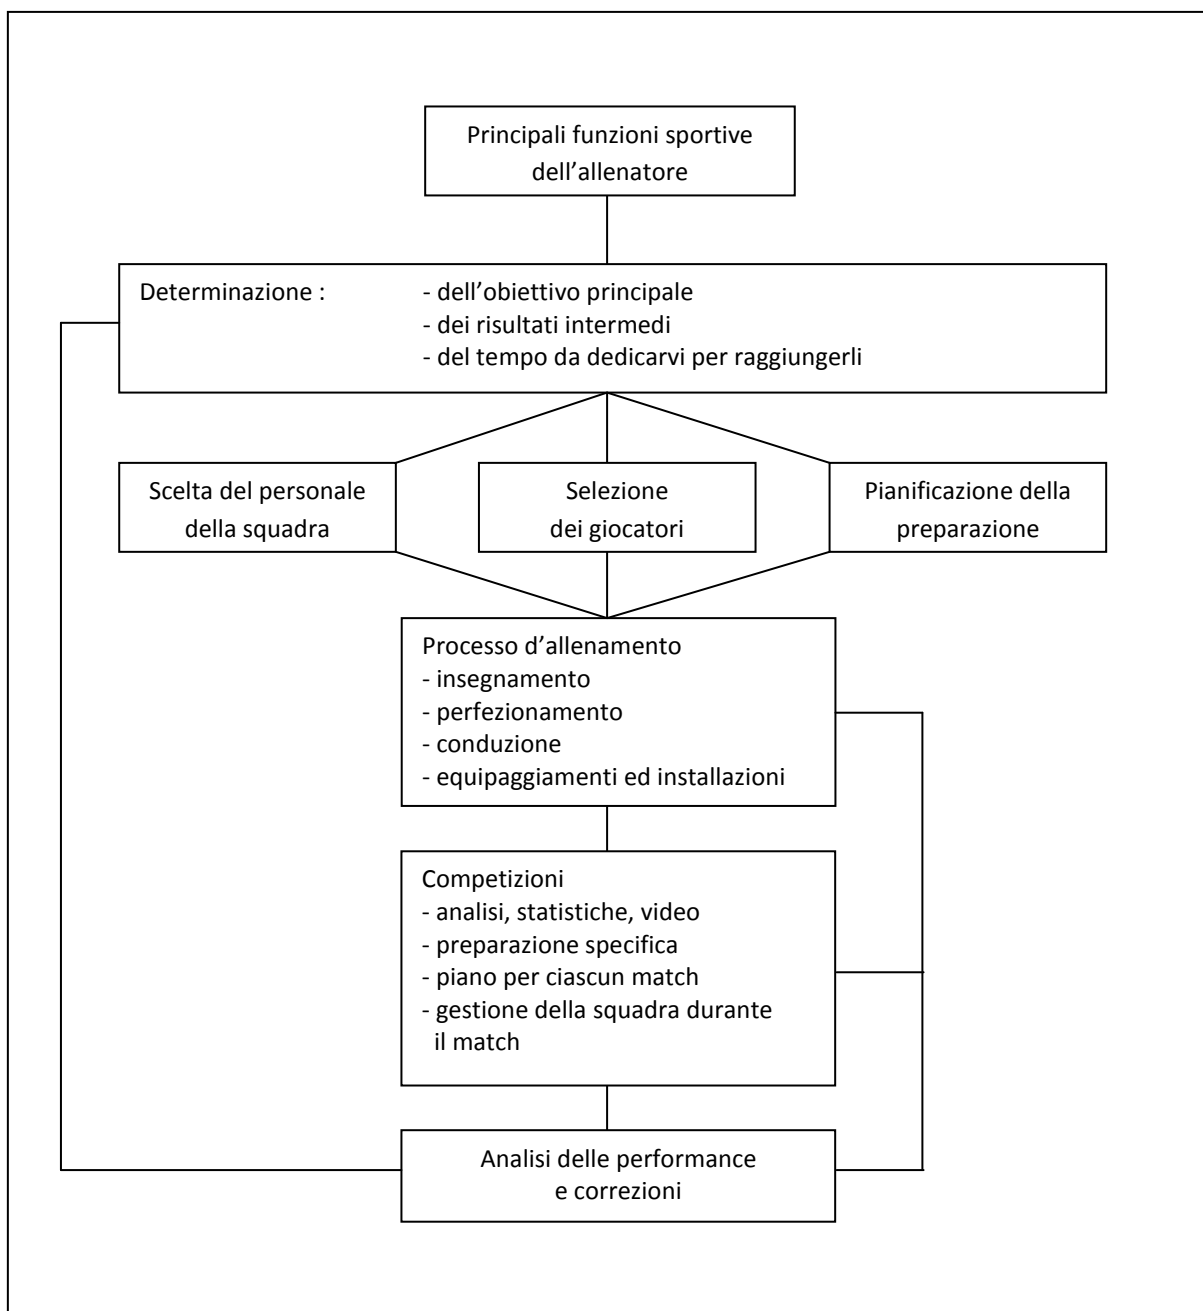 Principali funzioni sportive
dell’allenatore
Determinazione : - dell’obiettivo principale
- dei risultati intermedi
- del tempo da dedicarvi per raggiungerli
Scelta del personale
della squadra
Selezione
dei giocatori
Pianificazione della
preparazione
Processo d’allenamento
- insegnamento
- perfezionamento
- conduzione
- equipaggiamenti ed installazioni
Competizioni
- analisi, statistiche, video
- preparazione specifica
- piano per ciascun match
- gestione della squadra durante
il match
Analisi delle performance
e correzioni